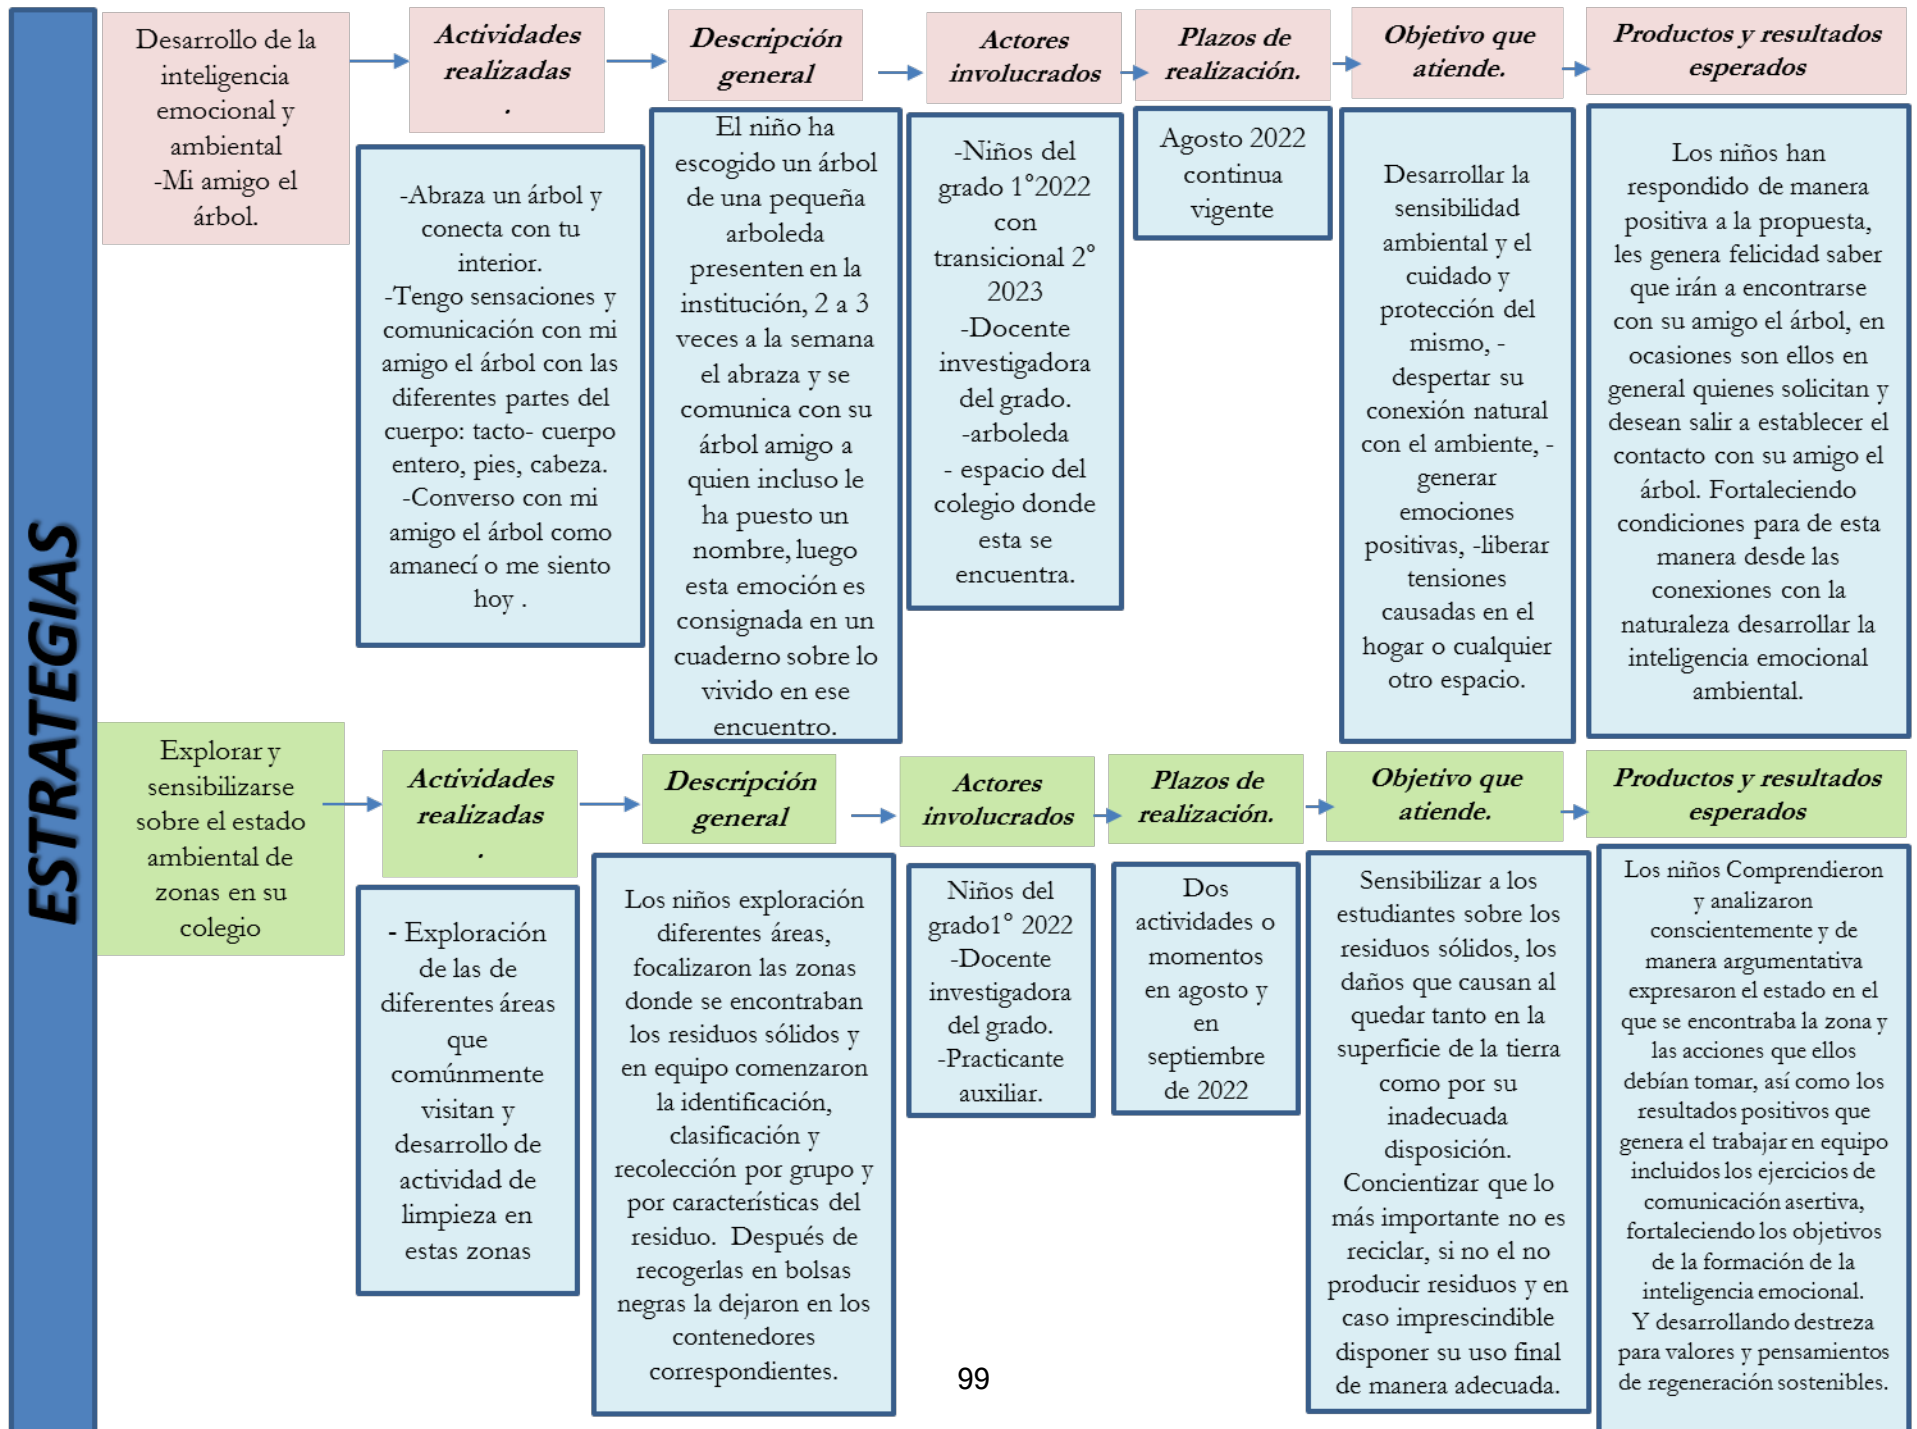 ESTRATEGIAS
Desarrollo de la
inteligencia
emocional y
ambiental
-Mi amigo el
árbol.
Actividades
realizadas
.
-Abraza un árbol y
conecta con tu
interior.
-Tengo sensaciones y
comunicación con mi
amigo el árbol con las
diferentes partes del
cuerpo: tacto- cuerpo
entero, pies, cabeza.
-Converso con mi
amigo el árbol como
amanecí o me siento
hoy .
Descripción
general
El niño ha
escogido un árbol
de una pequeña
arboleda
presenten en la
institución, 2 a 3
veces a la semana
el abraza y se
comunica con su
árbol amigo a
quien incluso le
ha puesto un
nombre, luego
esta emoción es
consignada en un
cuaderno sobre lo
vivido en ese
encuentro.
Actores
involucrados
-Niños del
grado 1°2022
con
transicional 2°
2023
-Docente
investigadora
del grado.
-arboleda
- espacio del
colegio donde
esta se
encuentra.
Plazos de
realización.
Agosto 2022
continua
vigente
Objetivo que
atiende.
Desarrollar la
sensibilidad
ambiental y el
cuidado y
protección del
mismo, -
despertar su
conexión natural
con el ambiente, -
generar
emociones
positivas, -liberar
tensiones
causadas en el
hogar o cualquier
otro espacio.
Productos y resultados
esperados
Los niños han
respondido de manera
positiva a la propuesta,
les genera felicidad saber
que irán a encontrarse
con su amigo el árbol, en
ocasiones son ellos en
general quienes solicitan y
desean salir a establecer el
contacto con su amigo el
árbol. Fortaleciendo
condiciones para de esta
manera desde las
conexiones con la
naturaleza desarrollar la
inteligencia emocional
ambiental.
Explorar y
sensibilizarse
sobre el estado
ambiental de
zonas en su
colegio
Actividades
realizadas
.
- Exploración
de las de
diferentes áreas
que
comúnmente
visitan y
desarrollo de
actividad de
limpieza en
estas zonas
Descripción
general
Los niños exploración
diferentes áreas,
focalizaron las zonas
donde se encontraban
los residuos sólidos y
en equipo comenzaron
la identificación,
clasificación y
recolección por grupo y
por características del
residuo. Después de
recogerlas en bolsas
negras la dejaron en los
contenedores
correspondientes.
Actores
involucrados
Niños del
grado1° 2022
-Docente
investigadora
del grado.
-Practicante
auxiliar.
Plazos de
realización.
Dos
actividades o
momentos
en agosto y
en
septiembre
de 2022
Objetivo que
atiende.
Sensibilizar a los
estudiantes sobre los
residuos sólidos, los
daños que causan al
quedar tanto en la
superficie de la tierra
como por su
inadecuada
disposición.
Concientizar que lo
más importante no es
reciclar, si no el no
producir residuos y en
caso imprescindible
disponer su uso final
de manera adecuada.
Productos y resultados
esperados
Los niños Comprendieron
y analizaron
conscientemente y de
manera argumentativa
expresaron el estado en el
que se encontraba la zona y
las acciones que ellos
debían tomar, así como los
resultados positivos que
genera el trabajar en equipo
incluidos los ejercicios de
comunicación asertiva,
fortaleciendo los objetivos
de la formación de la
inteligencia emocional.
Y desarrollando destreza
para valores y pensamientos
de regeneración sostenibles.
99